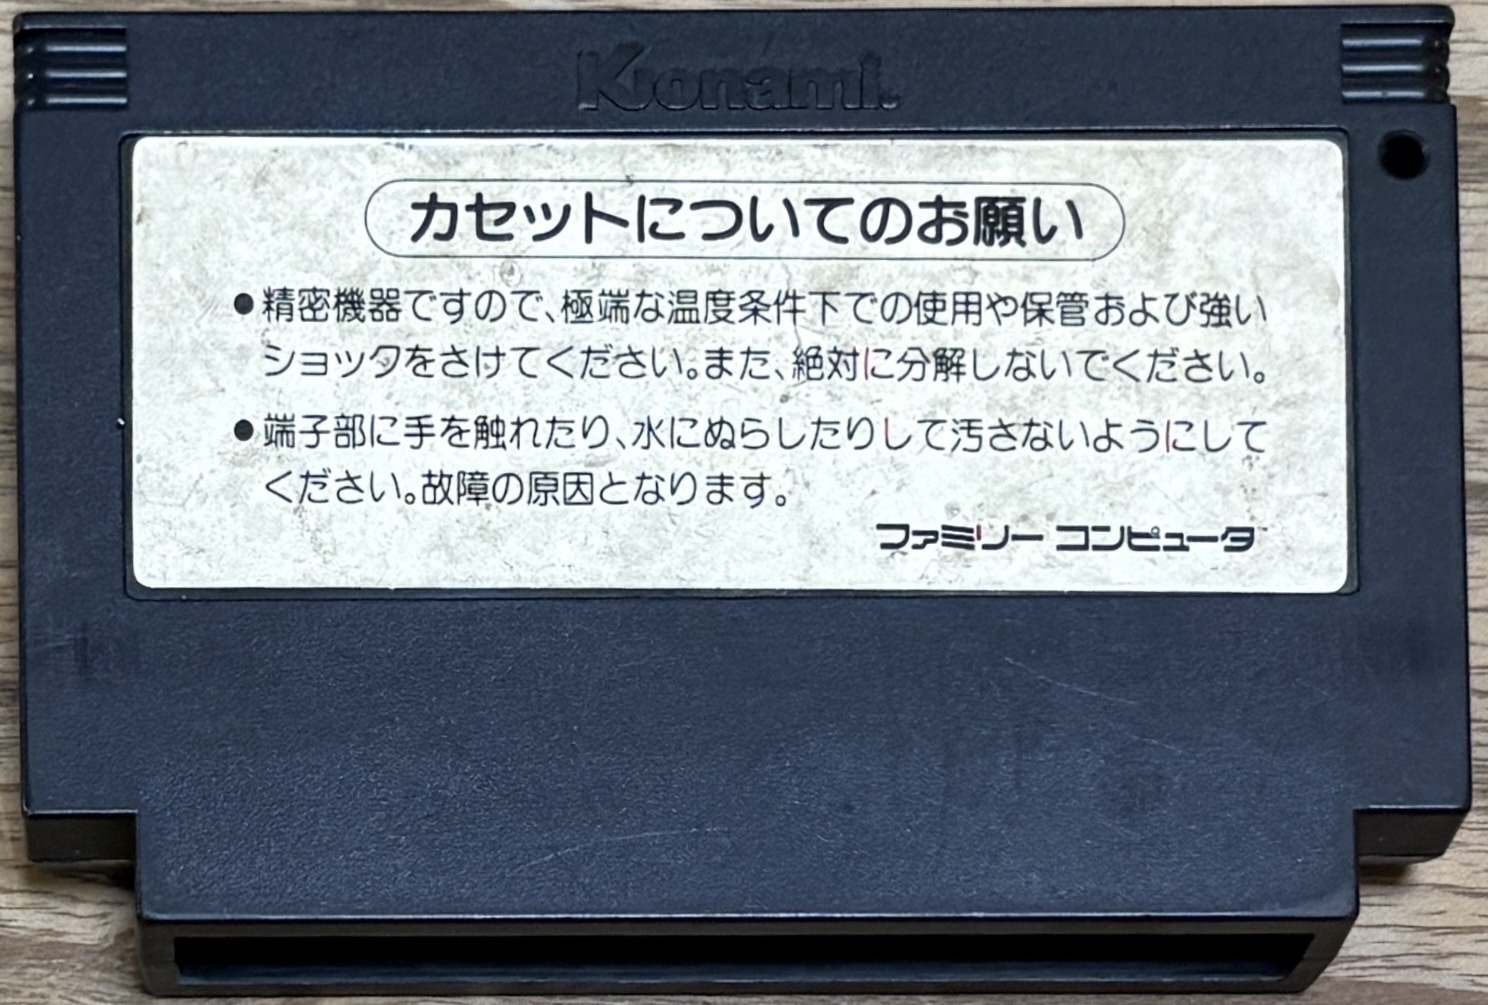 Konami.
カセットについてのお願い
●精密機器ですので、極端な温度条件下での使用や保管および強い
ショックをさけてください。また、絶対に分解しないでください。
●端子部に手を触れたり、水にぬらしたりして汚さないようにして
ください。故障の原因となります。
ファミリー コンピュータ